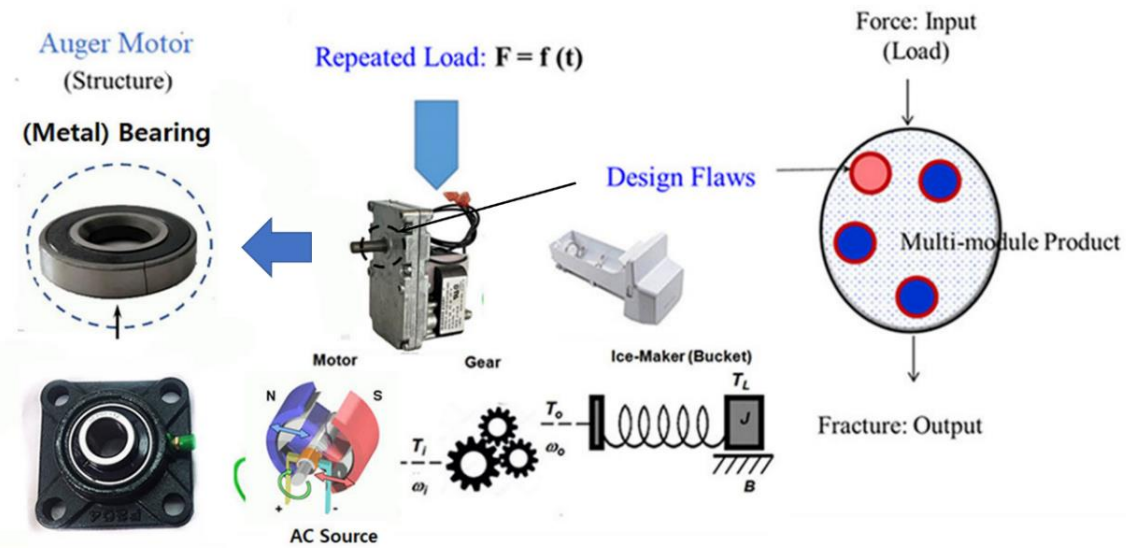 Auger Motor
(Structure)
(Metal) Bearing
Repeated Load: F = f (t)
Force: Input
(Load)
Design Flaws
Multi-module Product
Motor
Gear
Ice-Maker (Bucket)
N
S
T_L
J
T_i
ω_i
T_o
ω_o
B
+
-
AC Source
Fracture: Output